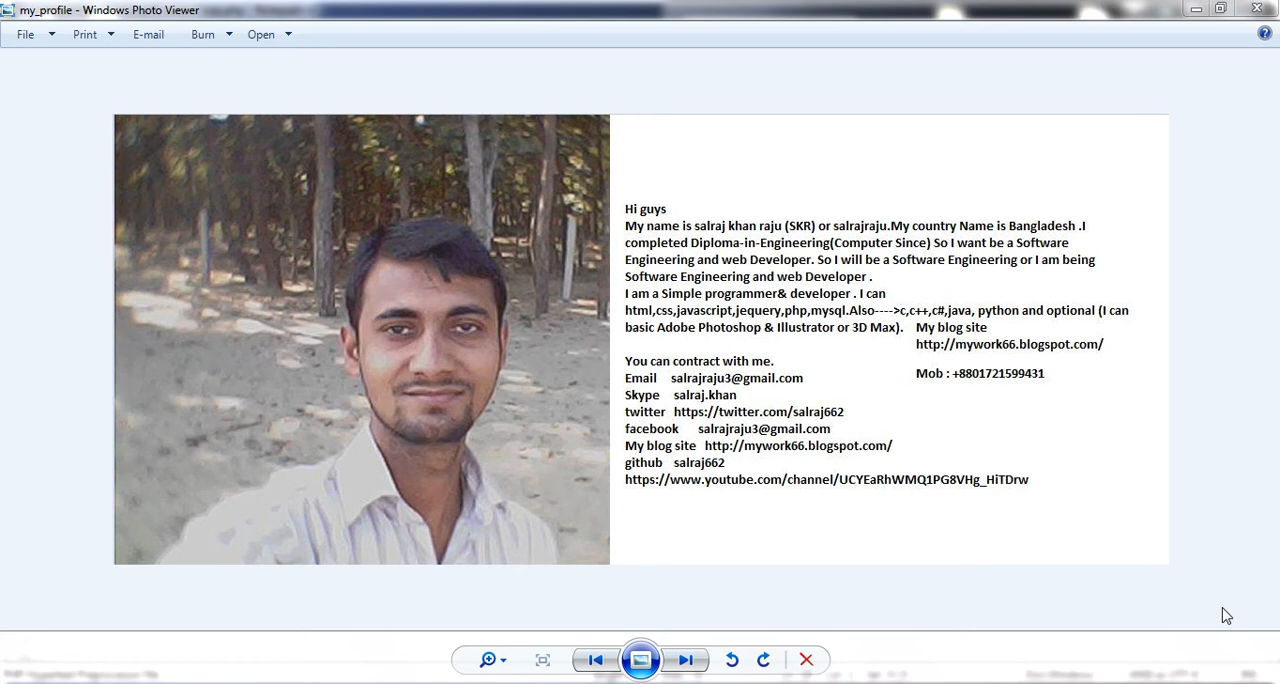 my_profile - Windows Photo Viewer
File Print E-mail Burn Open
Hi guys
My name is salraj khan raju (SKR) or salrajraju.My country Name is Bangladesh .I
completed Diploma-in-Engineering(Computer Since) So I want be a Software
Engineering and web Developer. So I will be a Software Engineering or I am being
Software Engineering and web Developer .
I am a Simple programmer& developer . I can
html,css,javascript,jequery,php,mysql.Also---->c,c++,c#,java, python and optional (I can
basic Adobe Photoshop & Illustrator or 3D Max). My blog site
http://mywork66.blogspot.com/
You can contract with me.
Mob : +8801721599431
Email salrajraju3@gmail.com
Skype salraj.khan
twitter https://twitter.com/salraj662
facebook salrajraju3@gmail.com
My blog site http://mywork66.blogspot.com/
github salraj662
https://www.youtube.com/channel/UCYEaRhWMQ1PG8VHg_HiTDrw